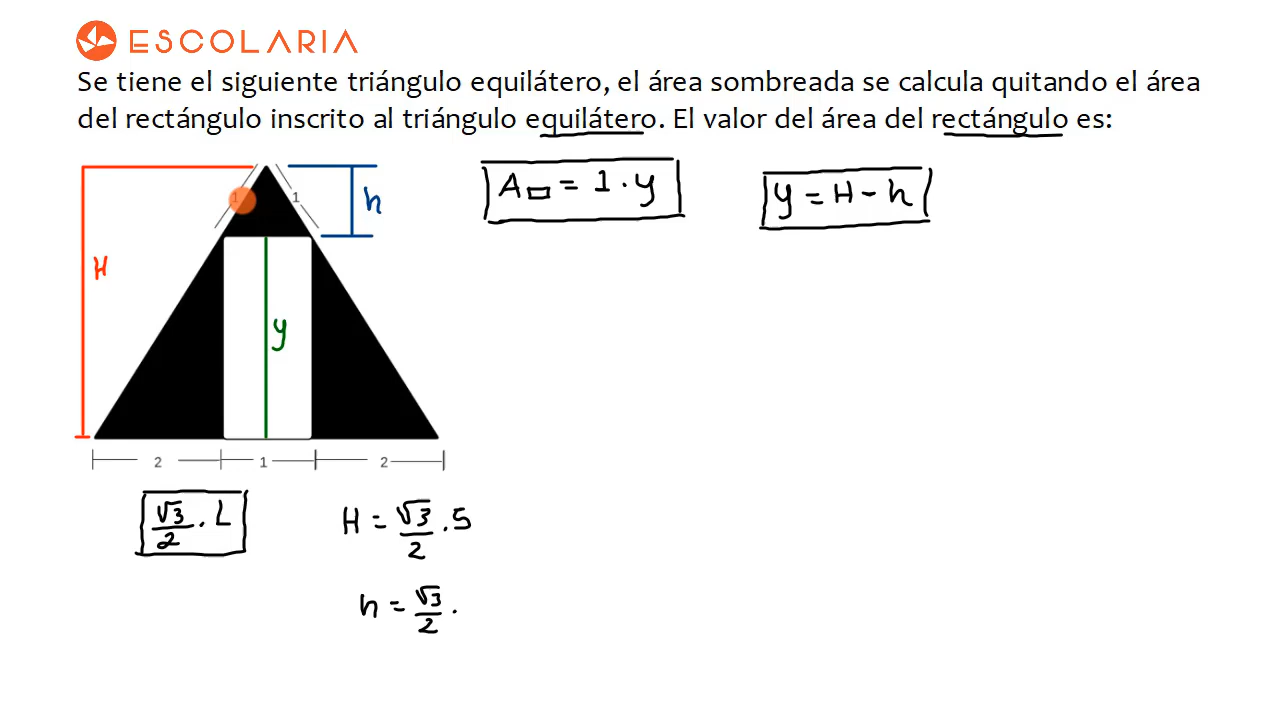 ESCOLARIA
Se tiene el siguiente triángulo equilátero, el área sombreada se calcula quitando el área
del rectángulo inscrito al triángulo equilátero. El valor del área del rectángulo es:
A▭ = 1 · y
y = H - h
1
1
h
H
y
2
1
2
√3/2 · L
H = √3/2 · 5
h = √3/2 ·